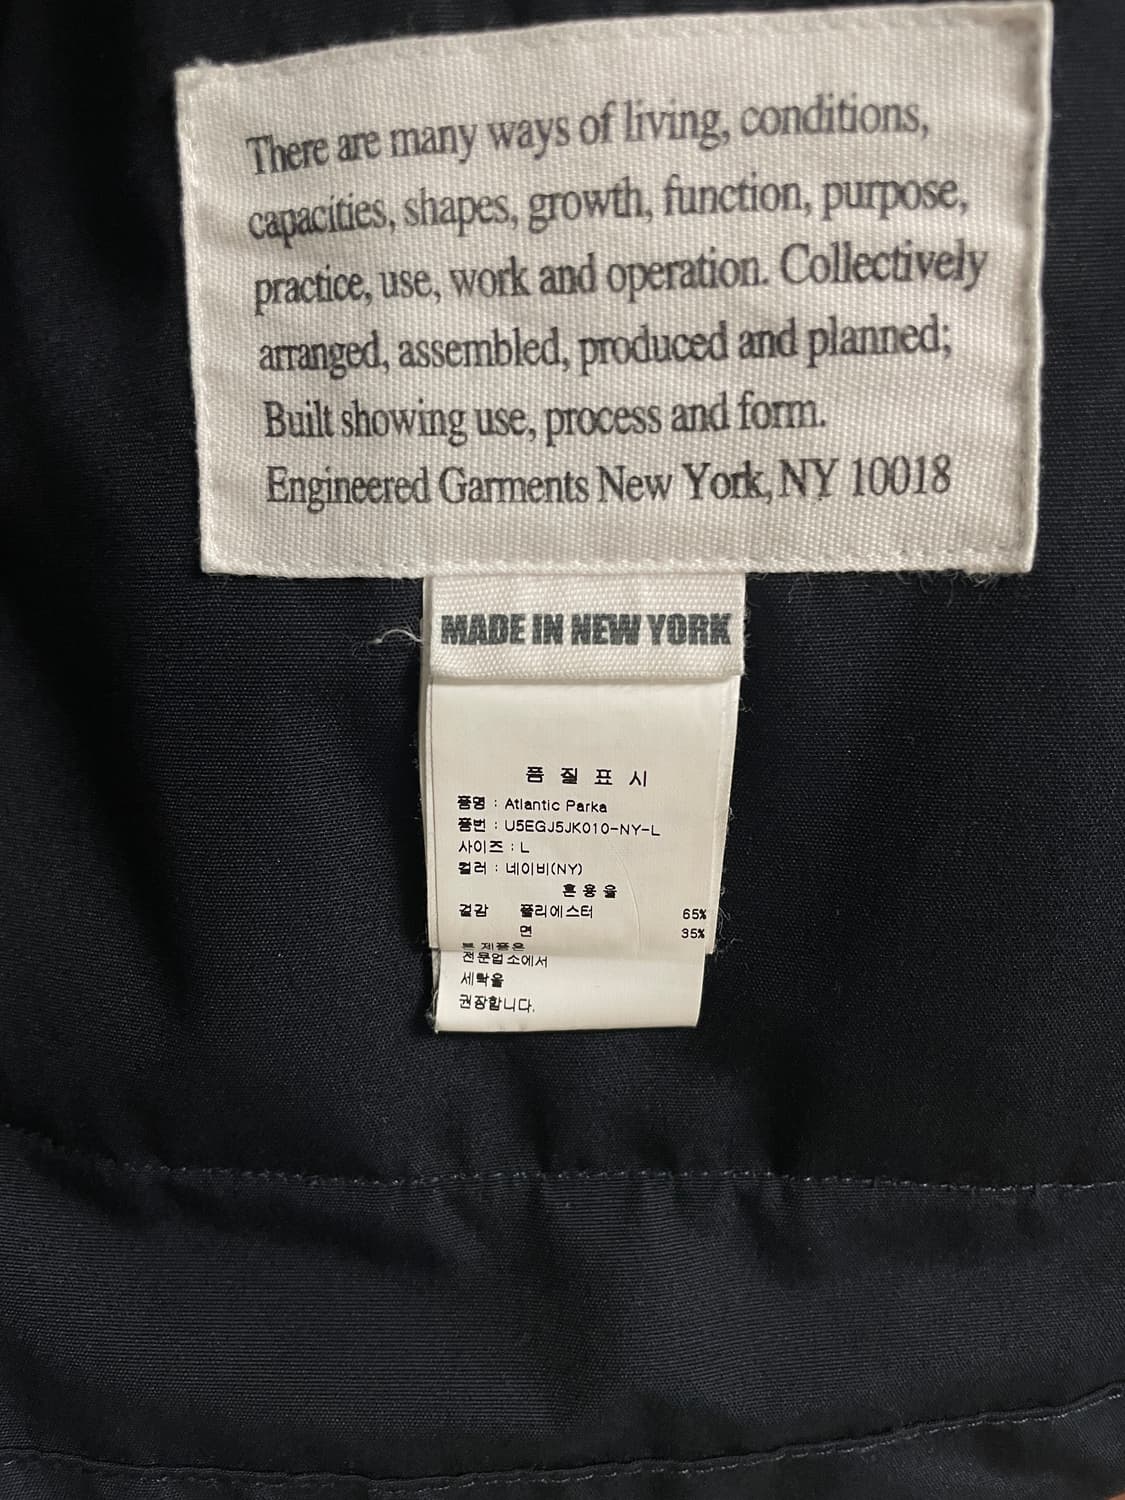 There are many ways of living, conditions,
capacities, shapes, growth, function, purpose,
practice, use, work and operation. Collectively
arranged, assembled, produced and planned;
Built showing use, process and form.
Engineered Garments New York, NY 10018
MADE IN NEW YORK
품 질 표 시
품명 : Atlantic Parka
품번 : U5EGJ5JK010-NY-L
사이즈 : L
컬러 : 네이비(NY)
혼 용 율
겉감 폴리에스터 65%
면 35%
본 제품은
전문업소에서
세탁을
권장합니다.